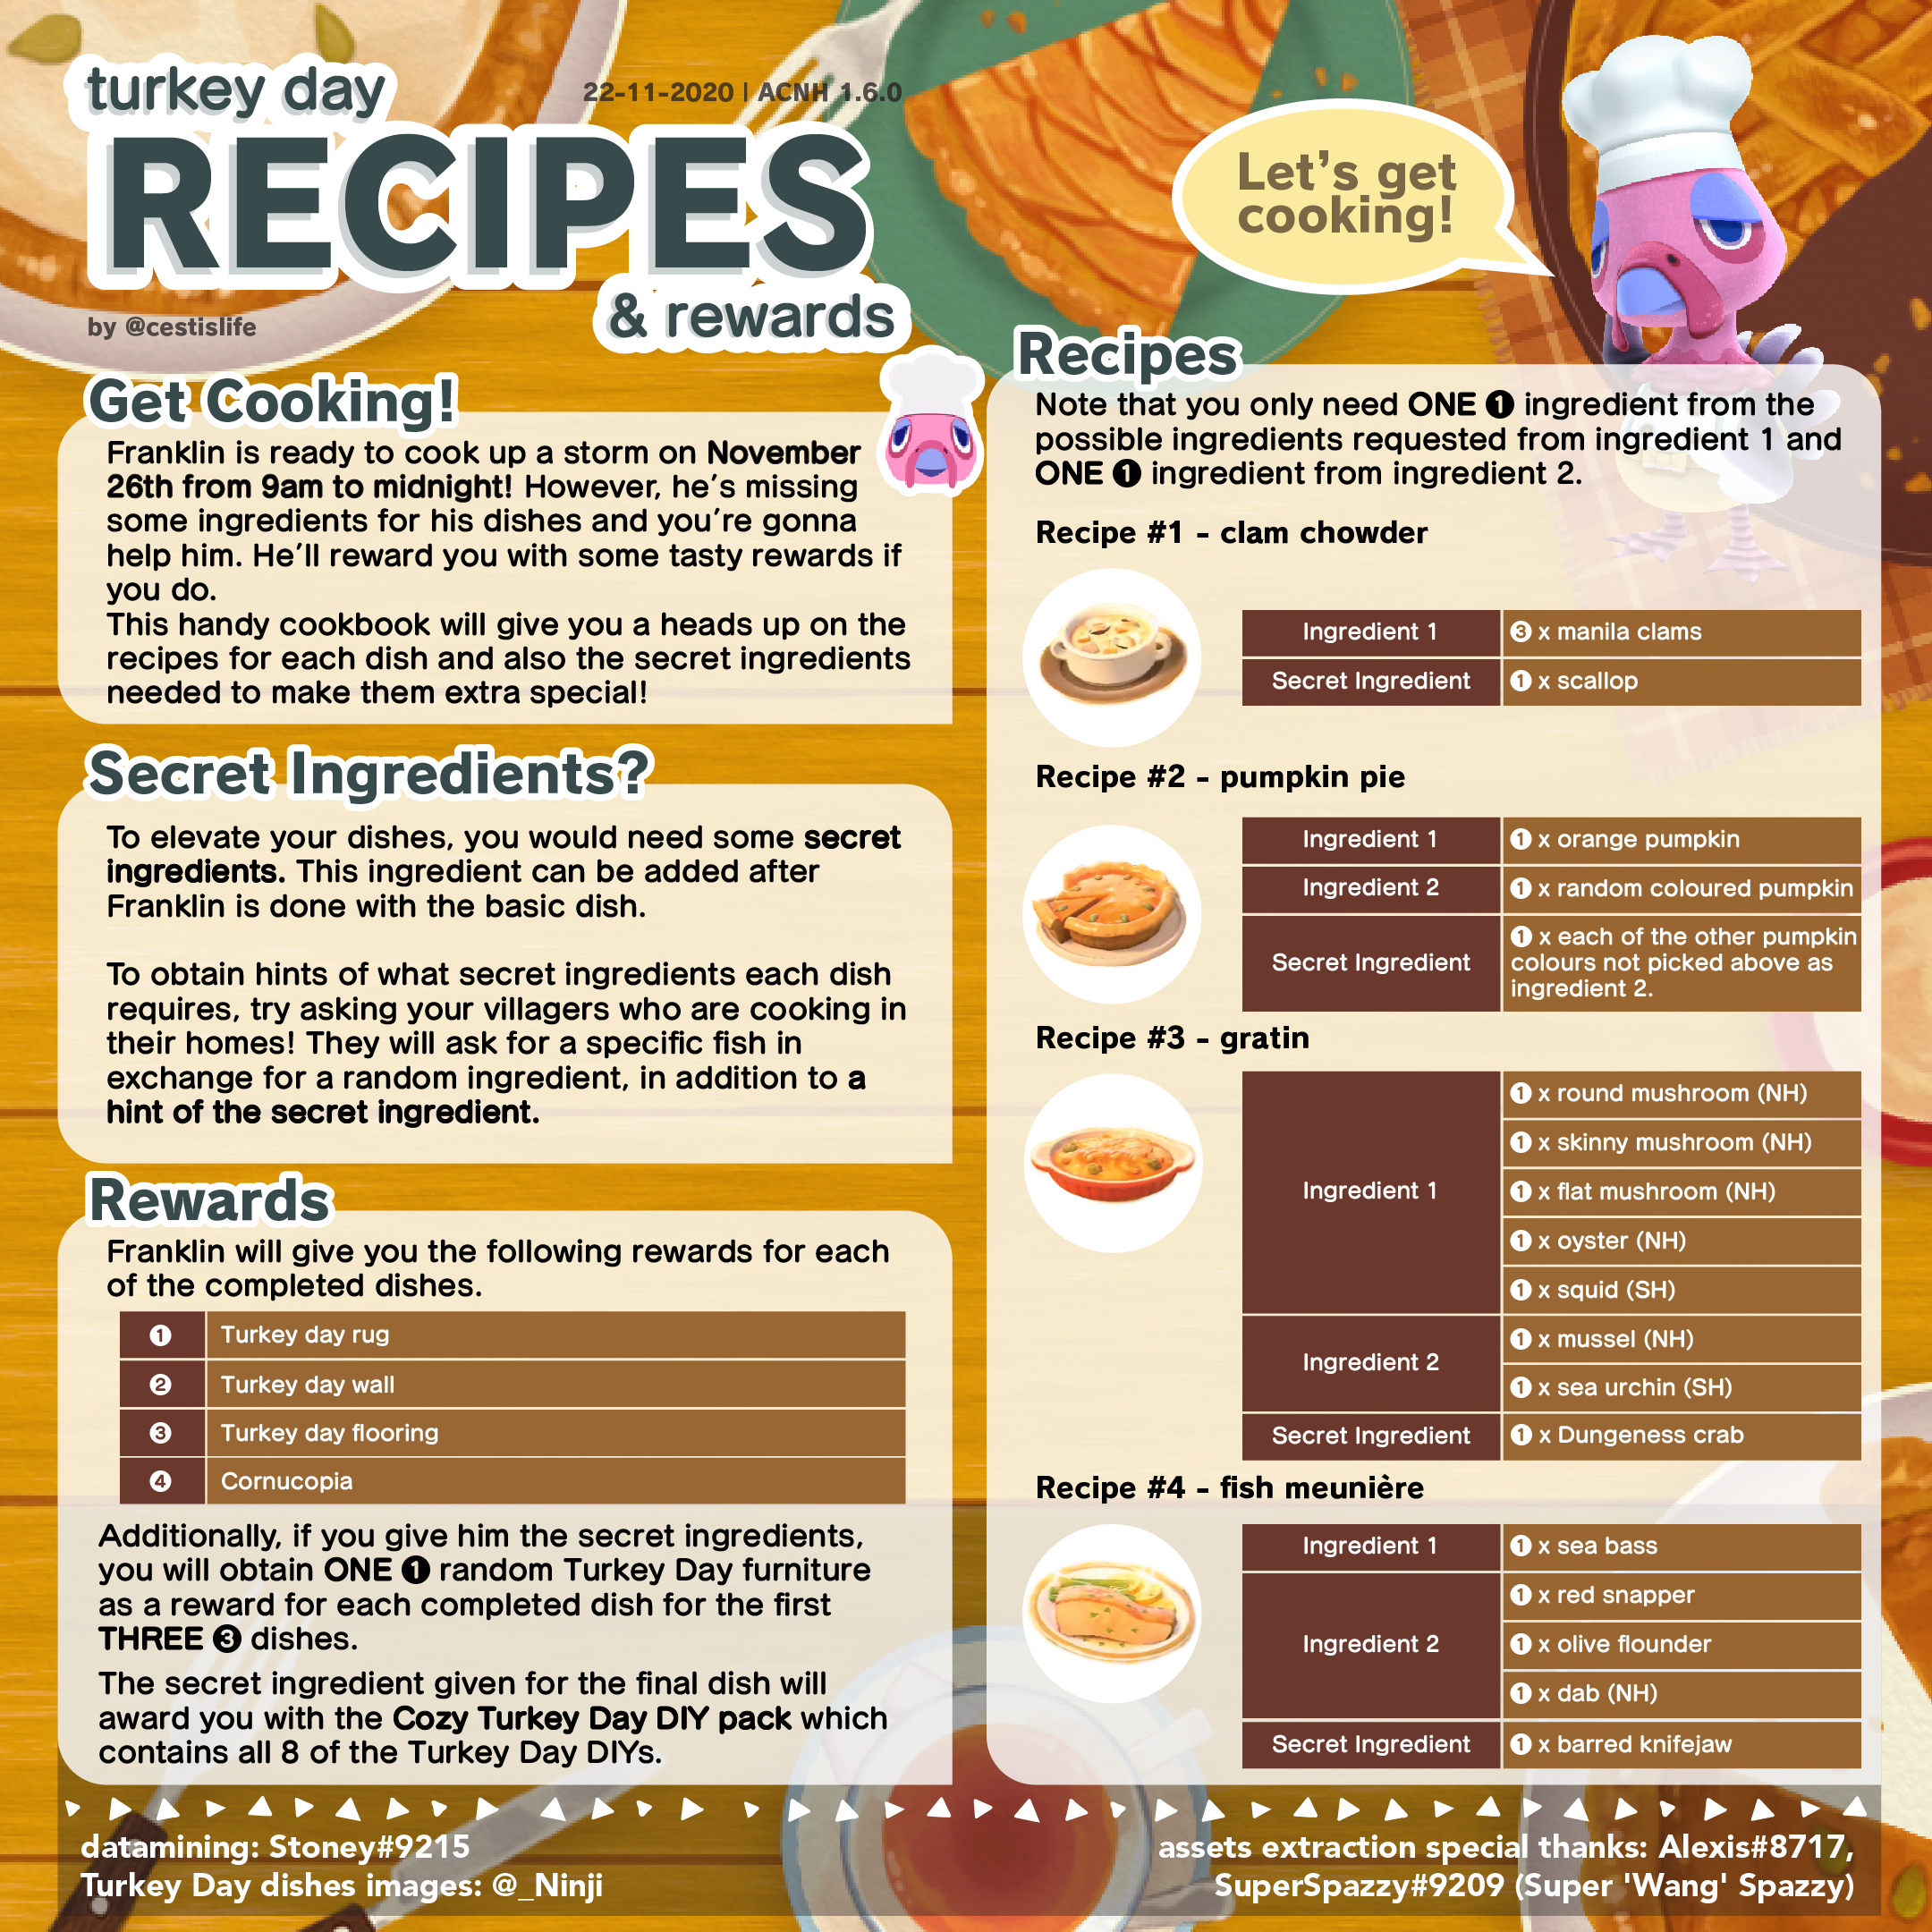 turkey day
22-11-2020 | ACNH 1.6.0
RECIPES
& rewards
by @cestislife
Let's get
cooking!
Get Cooking!
Franklin is ready to cook up a storm on November
26th from 9am to midnight! However, he's missing
some ingredients for his dishes and you're gonna
help him. He'll reward you with some tasty rewards if
you do.
This handy cookbook will give you a heads up on the
recipes for each dish and also the secret ingredients
needed to make them extra special!
Secret Ingredients?
To elevate your dishes, you would need some secret
ingredients. This ingredient can be added after
Franklin is done with the basic dish.
To obtain hints of what secret ingredients each dish
requires, try asking your villagers who are cooking in
their homes! They will ask for a specific fish in
exchange for a random ingredient, in addition to a
hint of the secret ingredient.
Rewards
Franklin will give you the following rewards for each
of the completed dishes.
❶ Turkey day rug
❷ Turkey day wall
❸ Turkey day flooring
❹ Cornucopia
Additionally, if you give him the secret ingredients,
you will obtain ONE ❶ random Turkey Day furniture
as a reward for each completed dish for the first
THREE ❸ dishes.
The secret ingredient given for the final dish will
award you with the Cozy Turkey Day DIY pack which
contains all 8 of the Turkey Day DIYs.
Recipes
Note that you only need ONE ❶ ingredient from the
possible ingredients requested from ingredient 1 and
ONE ❶ ingredient from ingredient 2.
Recipe #1 - clam chowder
Ingredient 1 ❸ x manila clams
Secret Ingredient ❶ x scallop
Recipe #2 - pumpkin pie
Ingredient 1 ❶ x orange pumpkin
Ingredient 2 ❶ x random coloured pumpkin
Secret Ingredient ❶ x each of the other pumpkin
colours not picked above as
ingredient 2.
Recipe #3 - gratin
Ingredient 1
❶ x round mushroom (NH)
❶ x skinny mushroom (NH)
❶ x flat mushroom (NH)
❶ x oyster (NH)
❶ x squid (SH)
Ingredient 2
❶ x mussel (NH)
❶ x sea urchin (SH)
Secret Ingredient ❶ x Dungeness crab
Recipe #4 - fish meunière
Ingredient 1 ❶ x sea bass
Ingredient 2
❶ x red snapper
❶ x olive flounder
❶ x dab (NH)
Secret Ingredient ❶ x barred knifejaw
datamining: Stoney#9215
Turkey Day dishes images: @_Ninji
assets extraction special thanks: Alexis#8717,
SuperSpazzy#9209 (Super 'Wang' Spazzy)